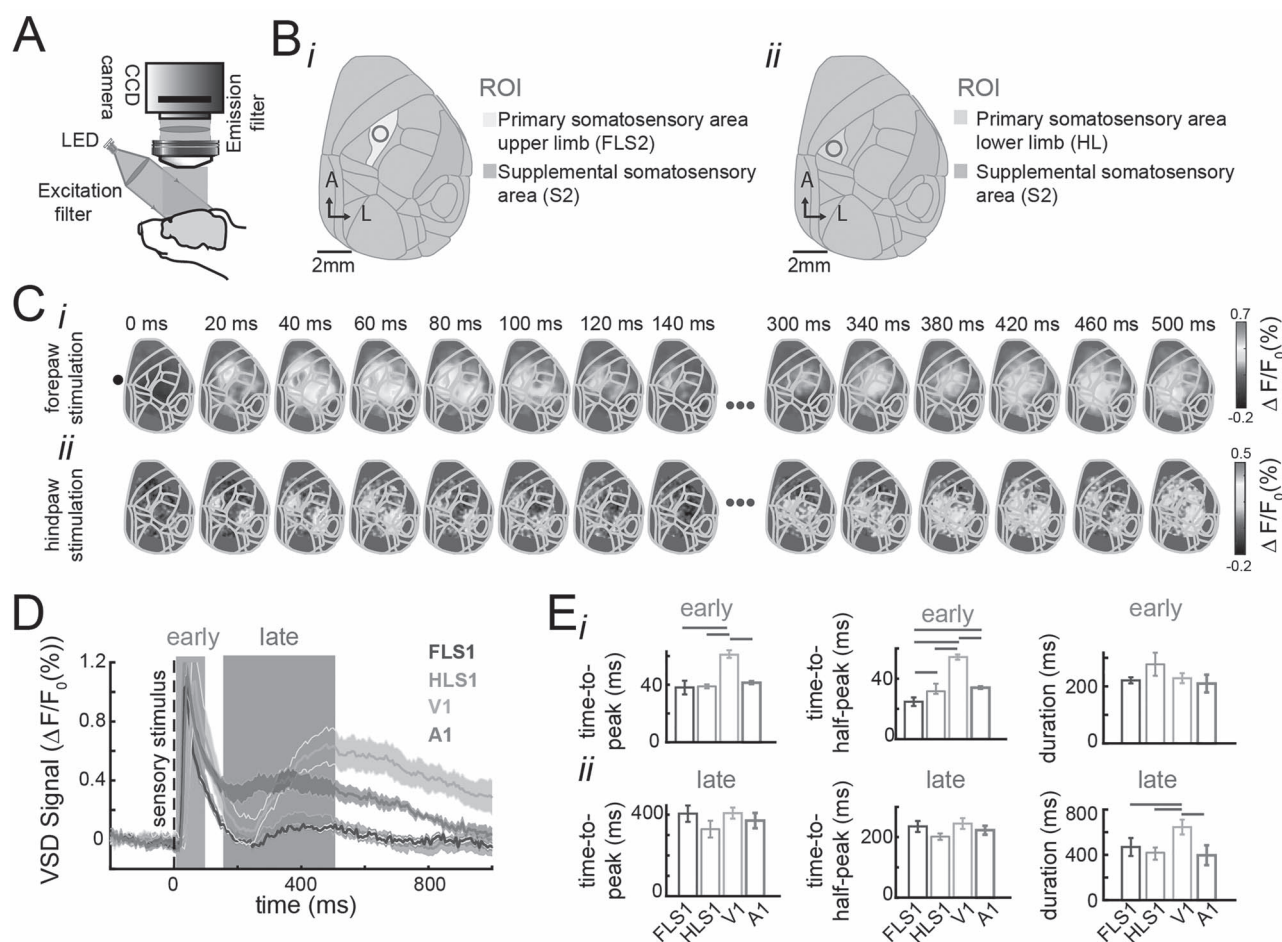 A
CCD
camera
Emission
filter
LED
Excitation
filter
B
i
ROI
Primary somatosensory area
upper limb (FLS2)
Supplemental somatosensory
area (S2)
A
L
2mm
ii
ROI
Primary somatosensory area
lower limb (HL)
Supplemental somatosensory
area (S2)
A
L
2mm
C
i
0 ms 20 ms 40 ms 60 ms 80 ms 100 ms 120 ms 140 ms 300 ms 340 ms 380 ms 420 ms 460 ms 500 ms
forepaw
stimulation
0.7
-0.2
Δ F/F0(%)
ii
hindpaw
stimulation
0.5
-0.2
Δ F/F0(%)
D
early late
FLS1
HLS1
V1
A1
sensory stimulus
VSD Signal (Δ F/F0(%))
1.2
0.8
0.4
0
0 400 800
time (ms)
E
i
early
time-to-
peak (ms)
40
0
early
time-to-
half-peak (ms)
40
0
early
duration (ms)
200
0
ii
late
time-to-
peak (ms)
400
0
FLS1 HLS1 V1 A1
late
time-to-
half-peak (ms)
200
0
FLS1 HLS1 V1 A1
late
duration (ms)
800
400
0
FLS1 HLS1 V1 A1